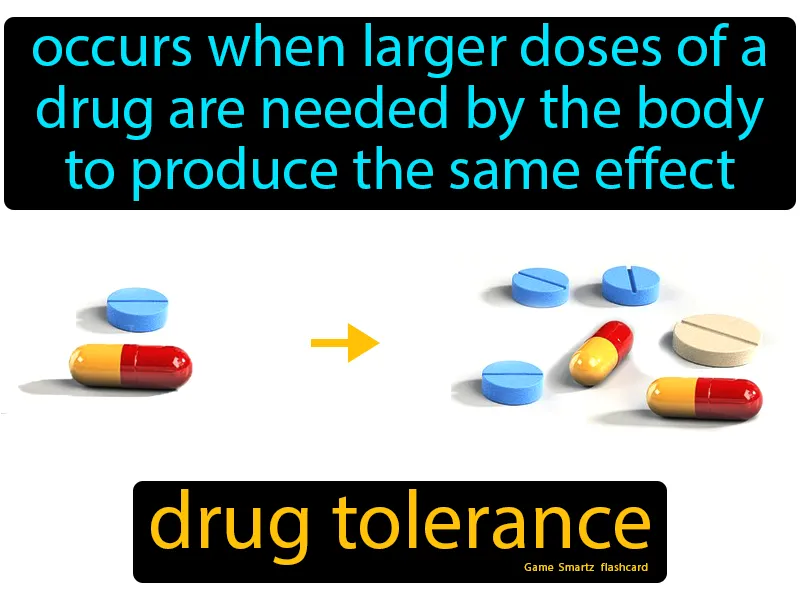 occurs when larger doses of a
drug are needed by the body
to produce the same effect
drug tolerance
Game Smartz flashcard